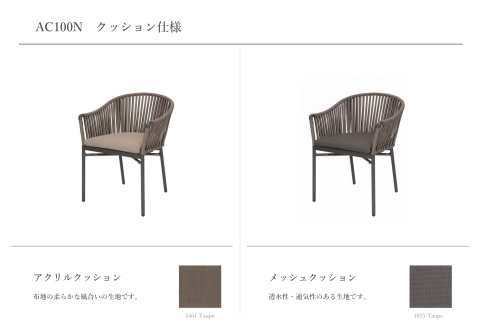 AC100N　クッション仕様
アクリルクッション
布地の柔らかな風合いの生地です。
5461 Taupe
メッシュクッション
透水性・通気性のある生地です。
1015 Taupe